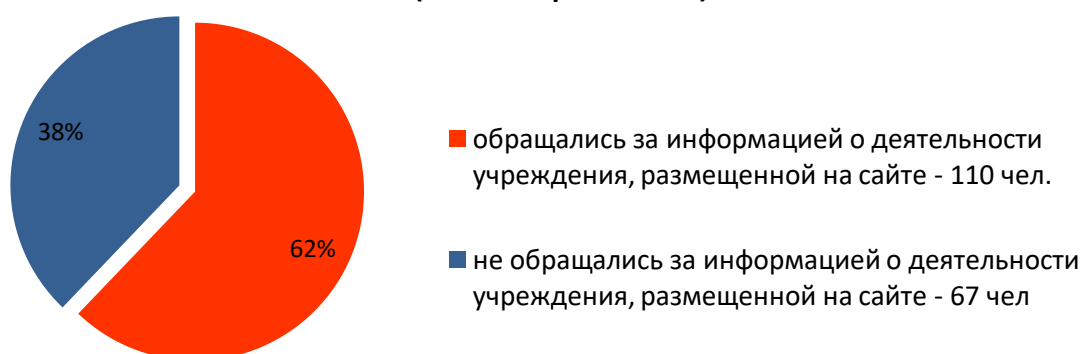 38%
62%
обращались за информацией о деятельности
учреждения, размещенной на сайте - 110 чел.
не обращались за информацией о деятельности
учреждения, размещенной на сайте - 67 чел